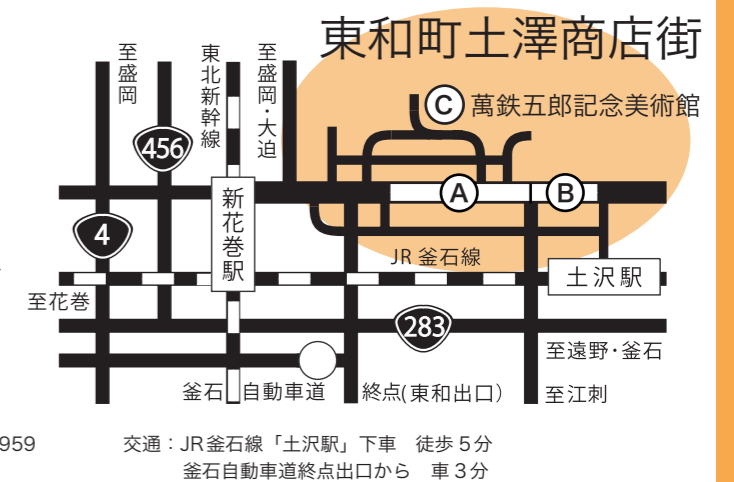 東和町土澤商店街
至盛岡
東北新幹線
至盛岡・大迫
C 萬鉄五郎記念美術館
456
A
B
4
新花巻駅
JR 釜石線
土沢駅
至花巻
283
至遠野・釜石
釜石 自動車道 終点(東和出口)
至江刺
959
交通：JR釜石線「土沢駅」下車　徒歩 5分
釜石自動車道終点出口から　車 3分